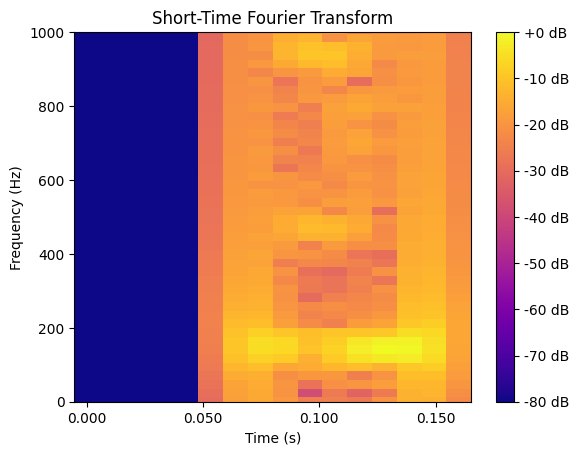 Short-Time Fourier Transform
1000
800
600
400
200
0
Frequency (Hz)
0.000
0.050
0.100
0.150
Time (s)
+0 dB
-10 dB
-20 dB
-30 dB
-40 dB
-50 dB
-60 dB
-70 dB
-80 dB